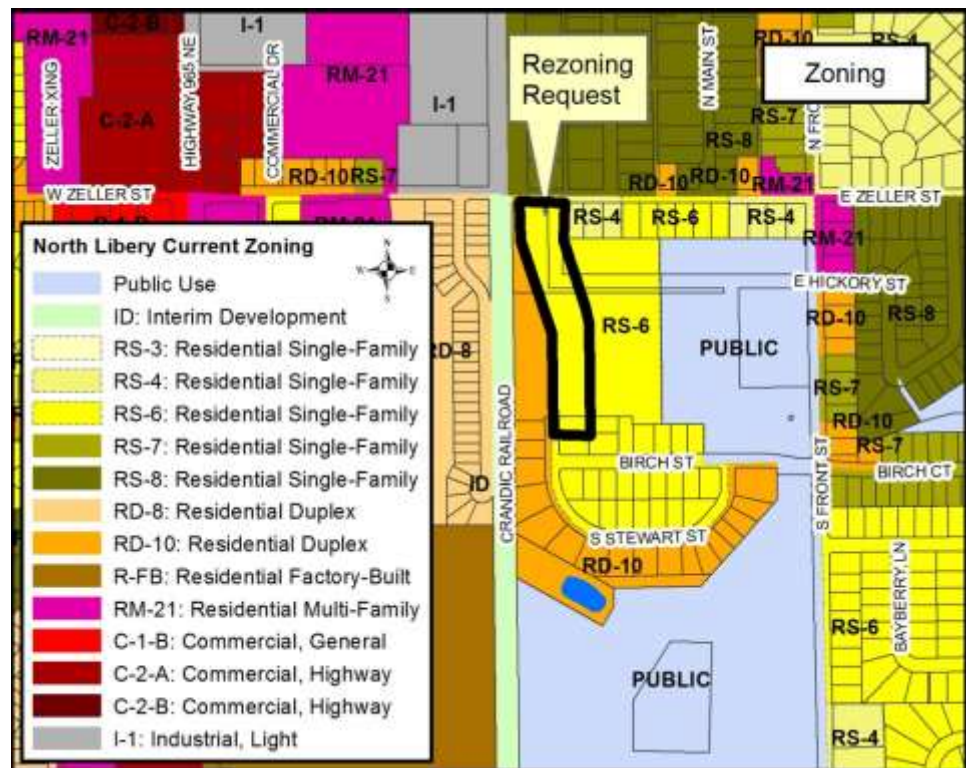 C-2-B
I-1
RD-10
RS-4
RM-21
HIGHWAY 965 NE
COMMERCIAL DR
RM-21
Rezoning
Request
N MAIN ST
Zoning
ZELLER XING
C-2-A
I-1
RS-7
N FRO
RS-8
RD-10
RS-7
RD-10
RD-10
RM-21
W ZELLER ST
E ZELLER ST
RS-4
RS-6
RS-4
RM-21
North Libery Current Zoning
Public Use
ID: Interim Development
RS-3: Residential Single-Family
RS-4: Residential Single-Family
RS-6: Residential Single-Family
RS-7: Residential Single-Family
RS-8: Residential Single-Family
RD-8: Residential Duplex
RD-10: Residential Duplex
R-FB: Residential Factory-Built
RM-21: Residential Multi-Family
C-1-B: Commercial, General
C-2-A: Commercial, Highway
C-2-B: Commercial, Highway
I-1: Industrial, Light
N
E
S
W
E HICKORY ST
RD-8
RS-6
PUBLIC
RD-10
RS-8
RS-7
RD-10
RS-7
CRANDIC RAILROAD
BIRCH ST
S FRONT ST
BIRCH CT
ID
S STEWART ST
RD-10
BAYBERRY LN
RS-6
PUBLIC
RS-4